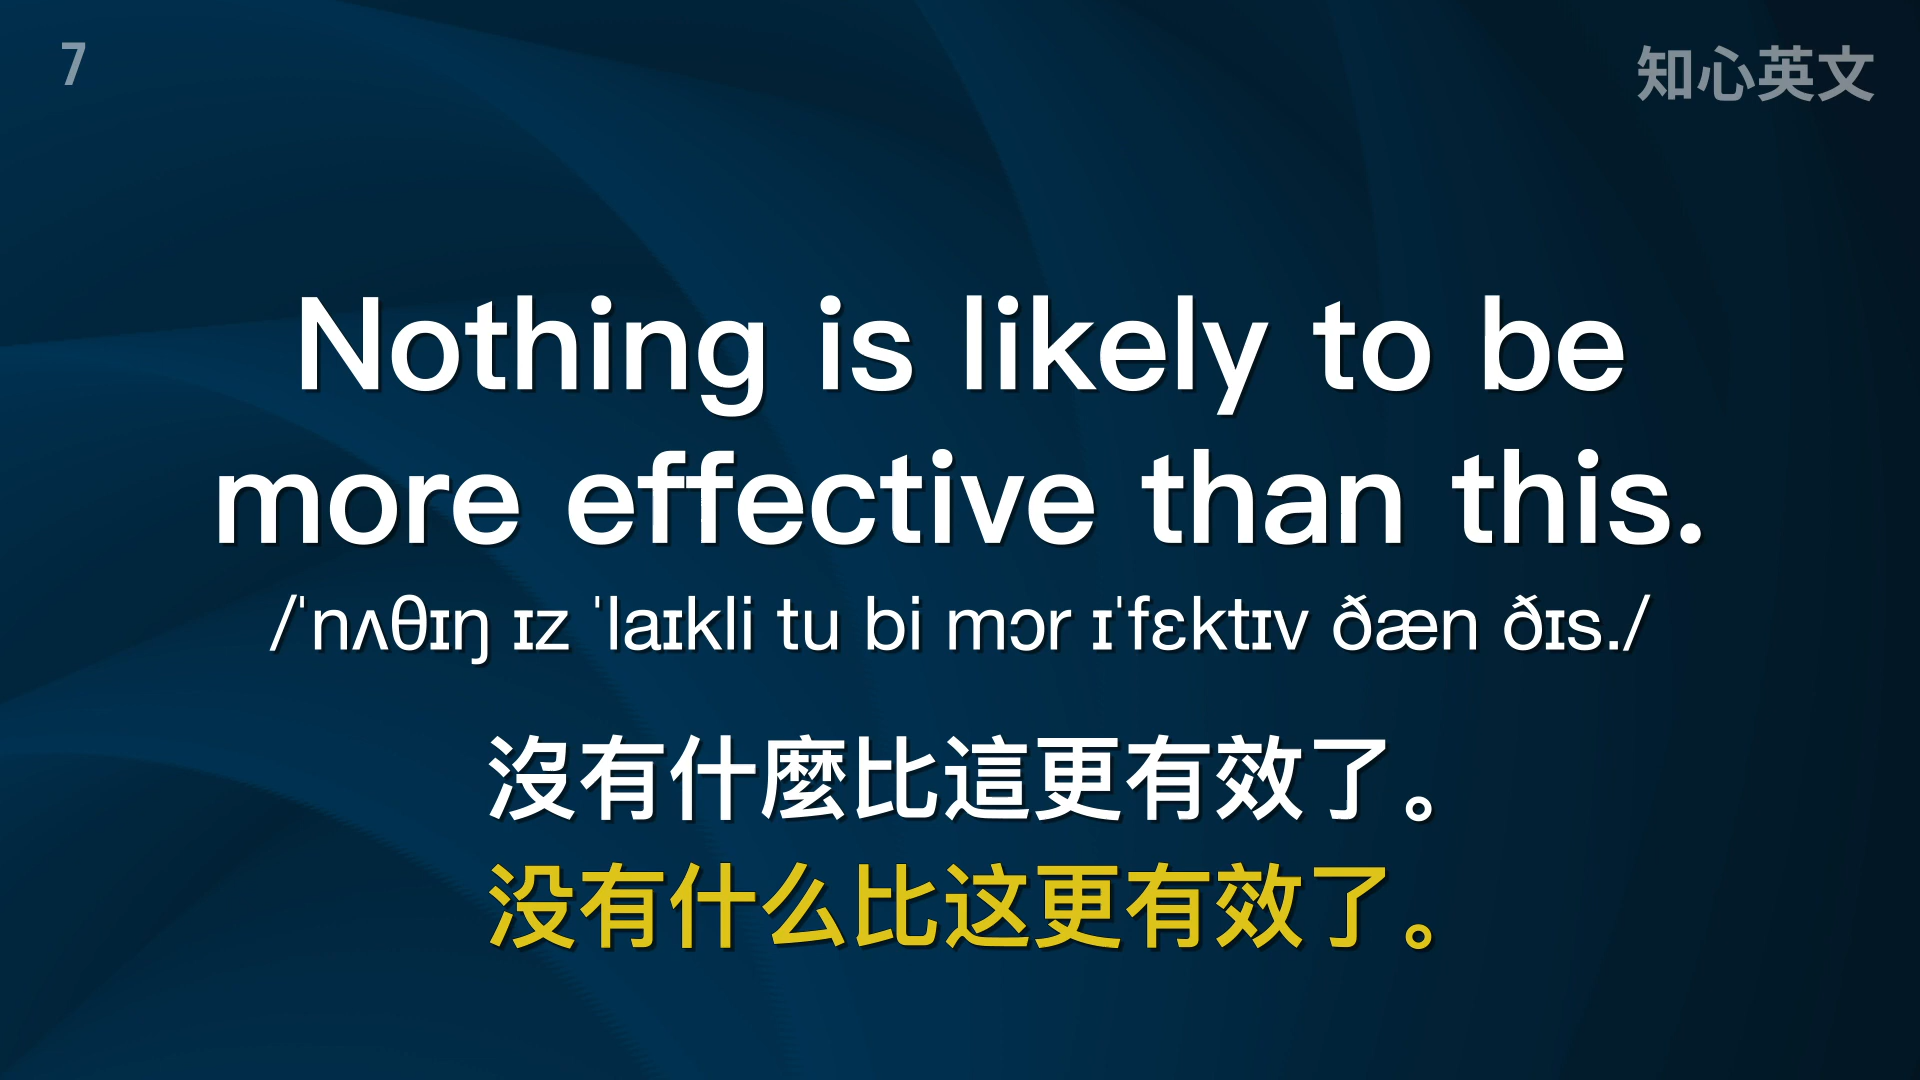 7
知心英文
Nothing is likely to be
more effective than this.
/ˈnʌθɪŋ ɪz ˈlaɪkli tu bi mɔr ɪˈfɛktɪv ðæn ðɪs./
沒有什麼比這更有效了。
没有什么比这更有效了。